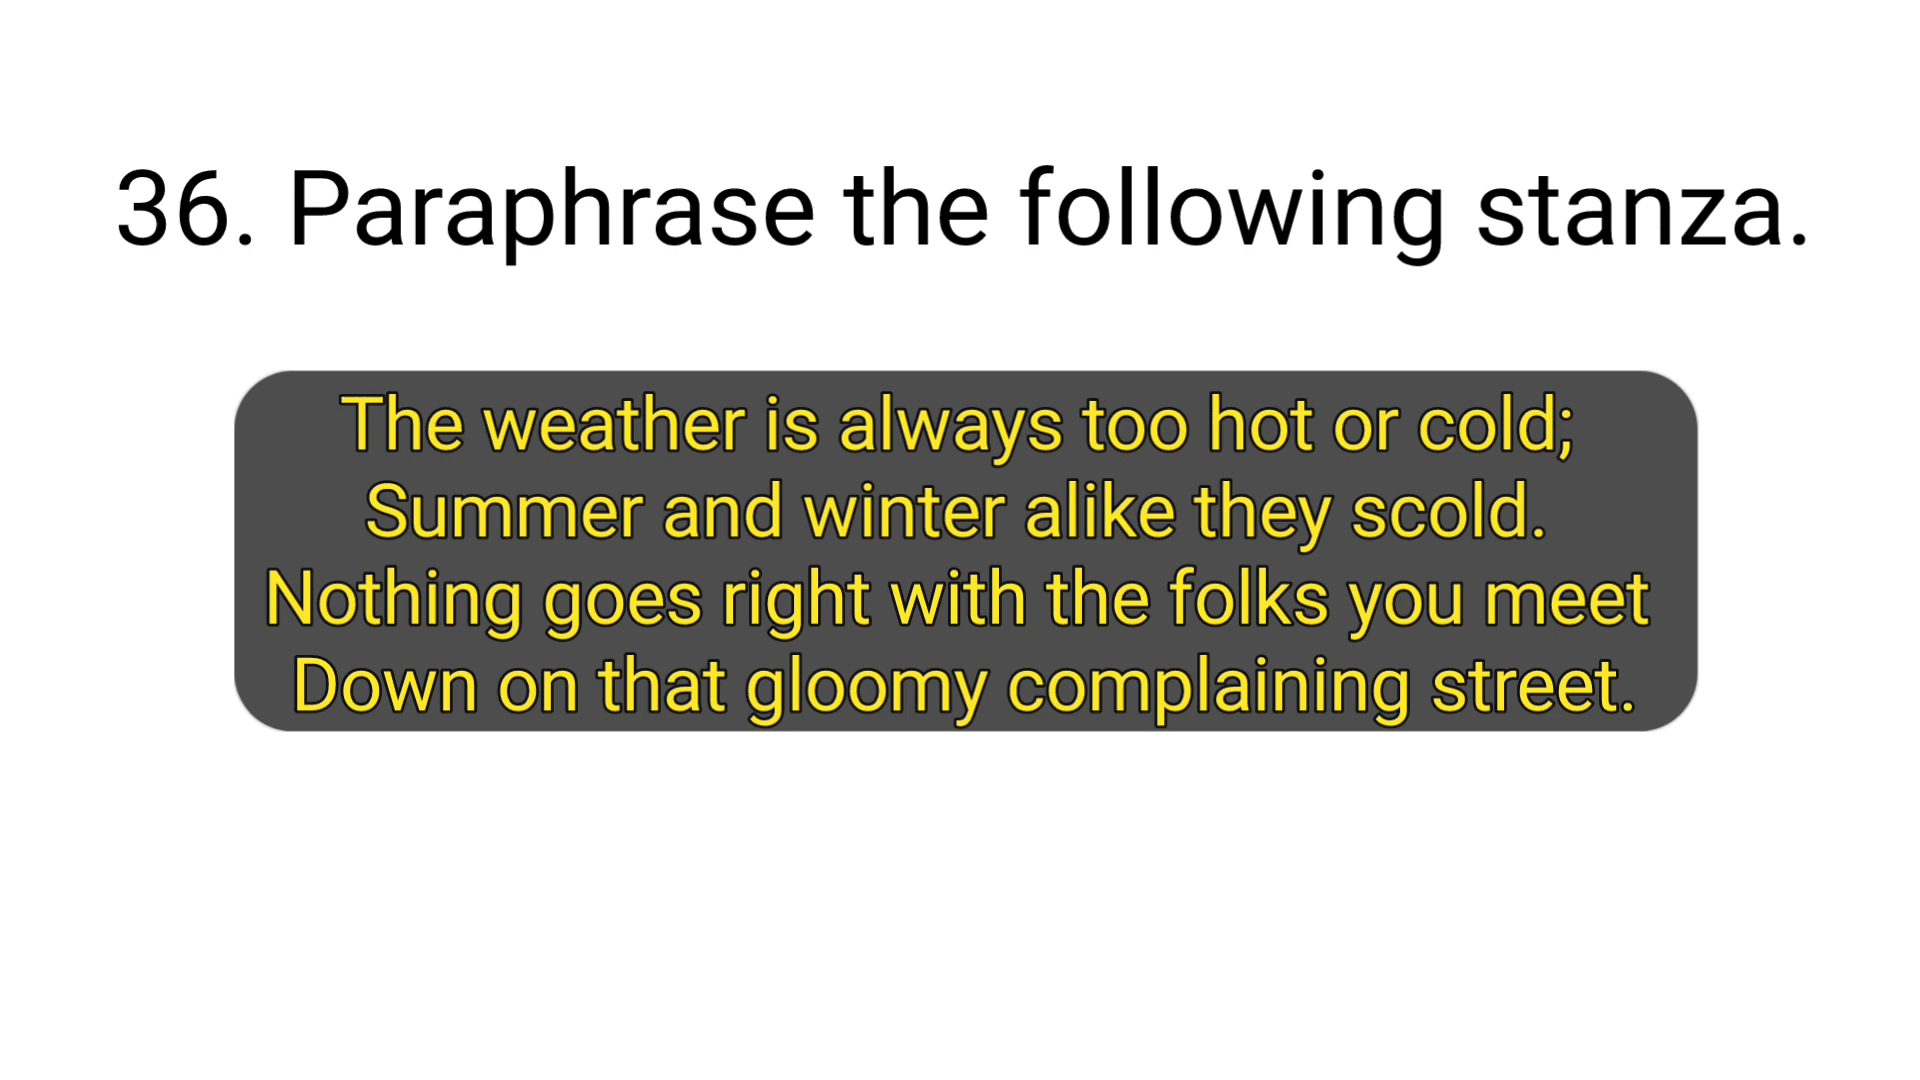 36. Paraphrase the following stanza.
The weather is always too hot or cold;
Summer and winter alike they scold.
Nothing goes right with the folks you meet
Down on that gloomy complaining street.